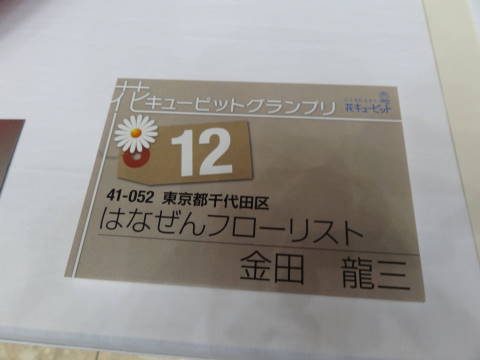 花キューピットグランプリ
花キューピット
12
41-052 東京都千代田区
はなぜんフローリスト
金田 龍三